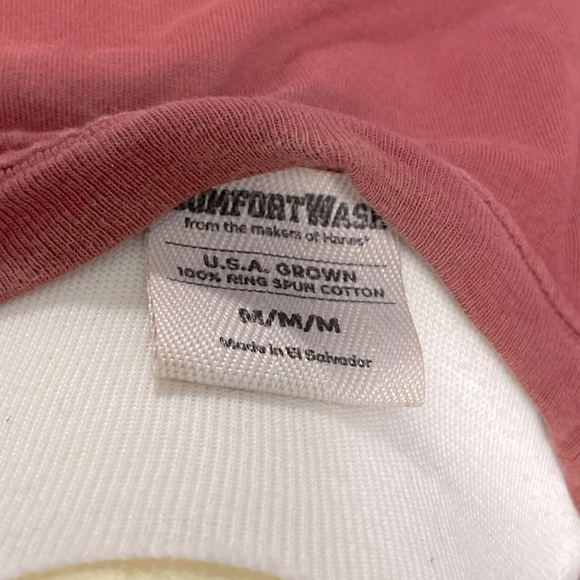 COMFORTWASH
from the makers of Hanes®
U.S.A. GROWN
100% RING SPUN COTTON
M/M/M
Made in El Salvador